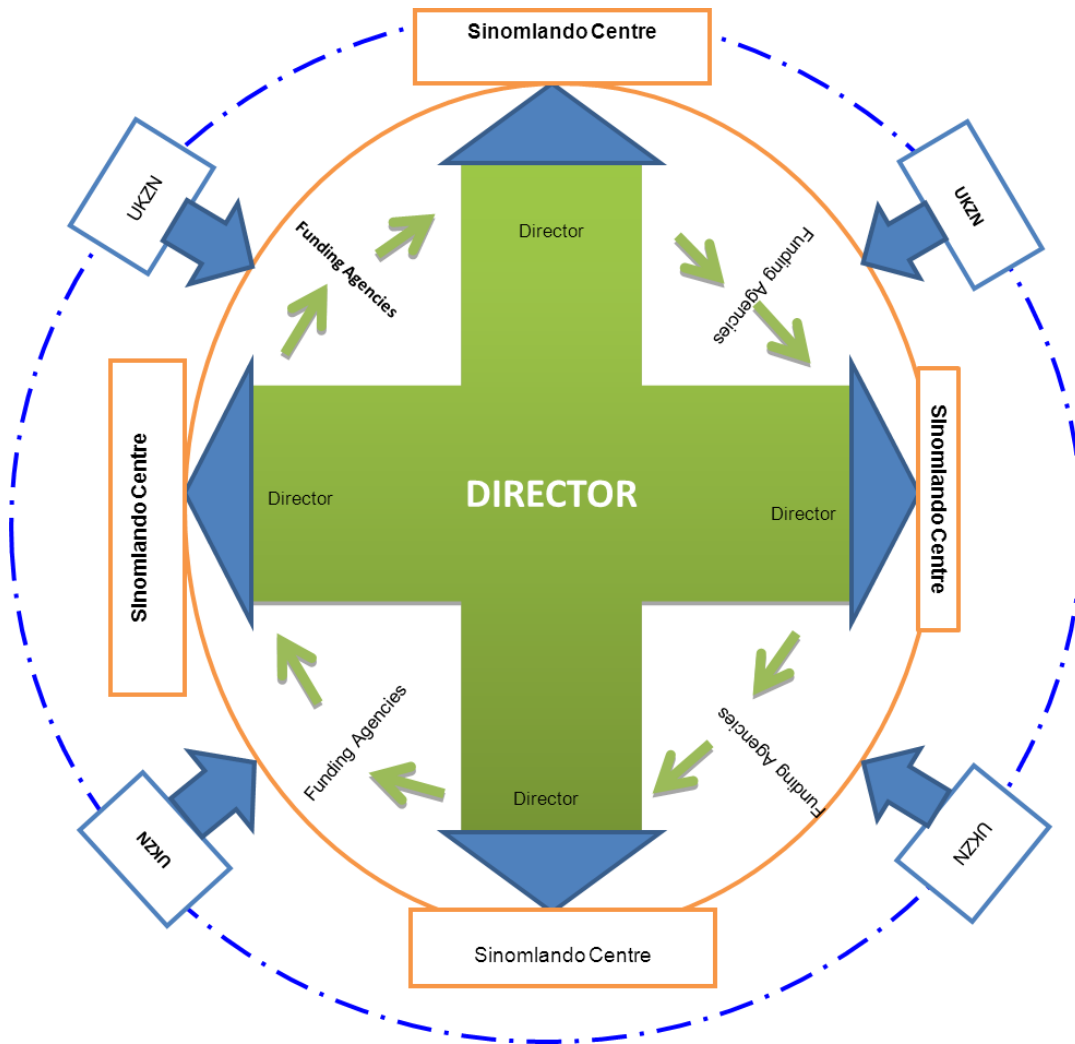 Sinomlando Centre
UKZN
UKZN
Funding Agencies
Director
Funding Agencies
SInomlando Centre
Director
DIRECTOR
Director
SInomlando Centre
Funding Agencies
Funding Agencies
Director
UKZN
UKZN
Sinomlando Centre